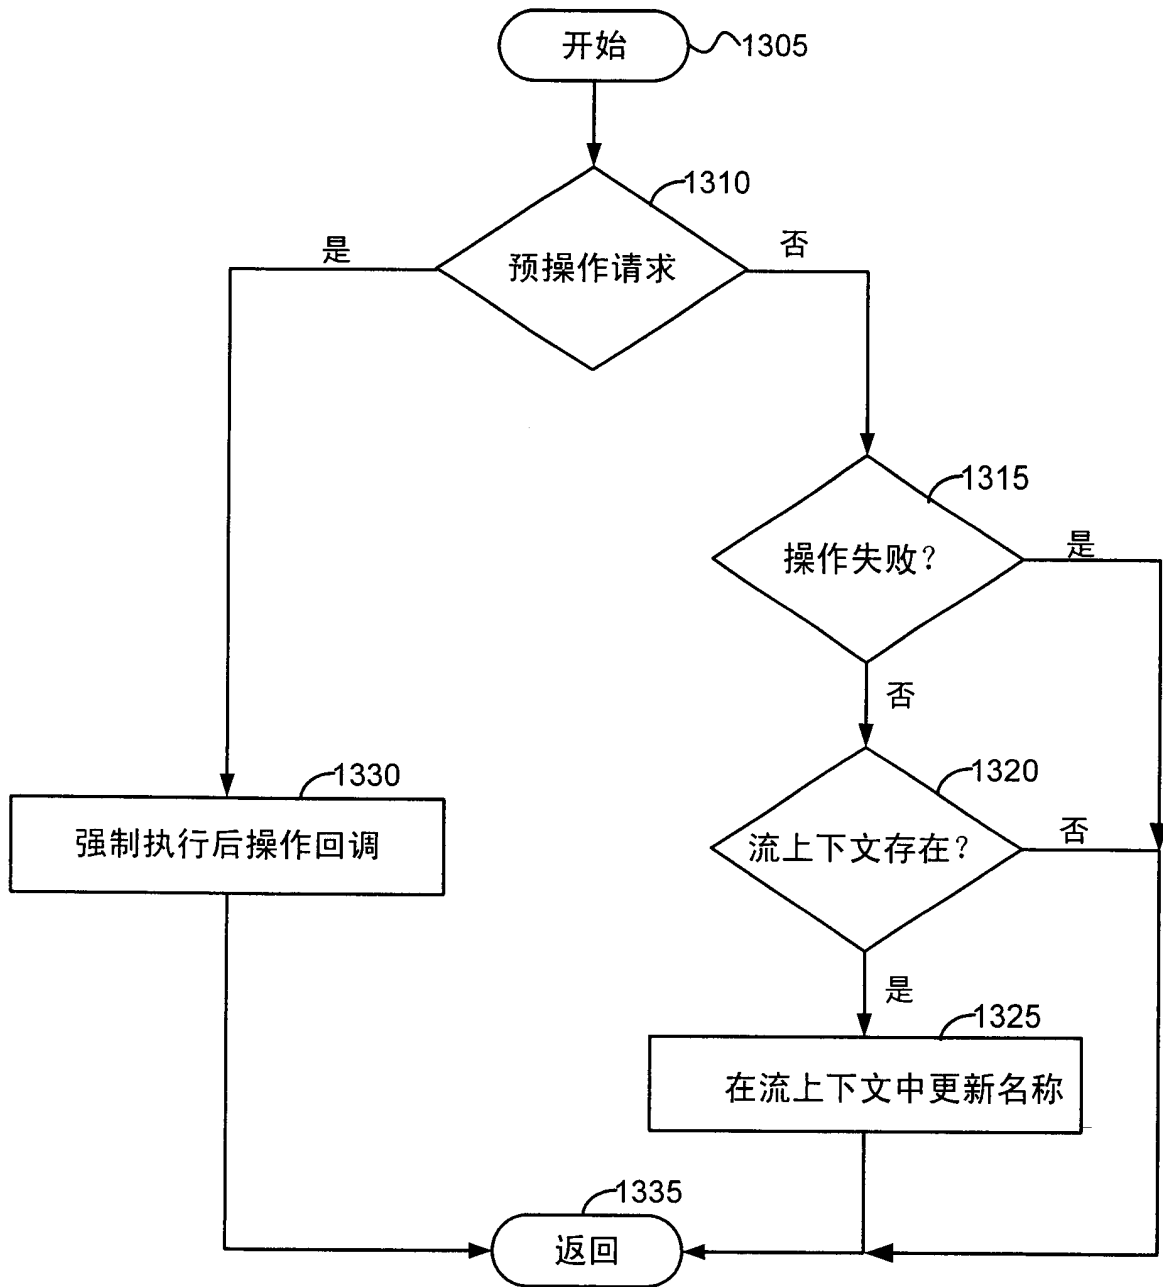 开始
1305
1310
预操作请求
是
否
1315
操作失败?
是
否
1320
流上下文存在?
否
1330
强制执行后操作回调
是
1325
在流上下文中更新名称
1335
返回